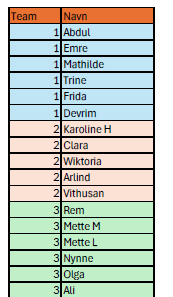 Team Navn
1 Abdul
1 Emre
1 Mathilde
1 Trine
1 Frida
1 Devrim
2 Karoline H
2 Clara
2 Wiktoria
2 Arlind
2 Vithusan
3 Rem
3 Mette M
3 Mette L
3 Nynne
3 Olga
3 Ali